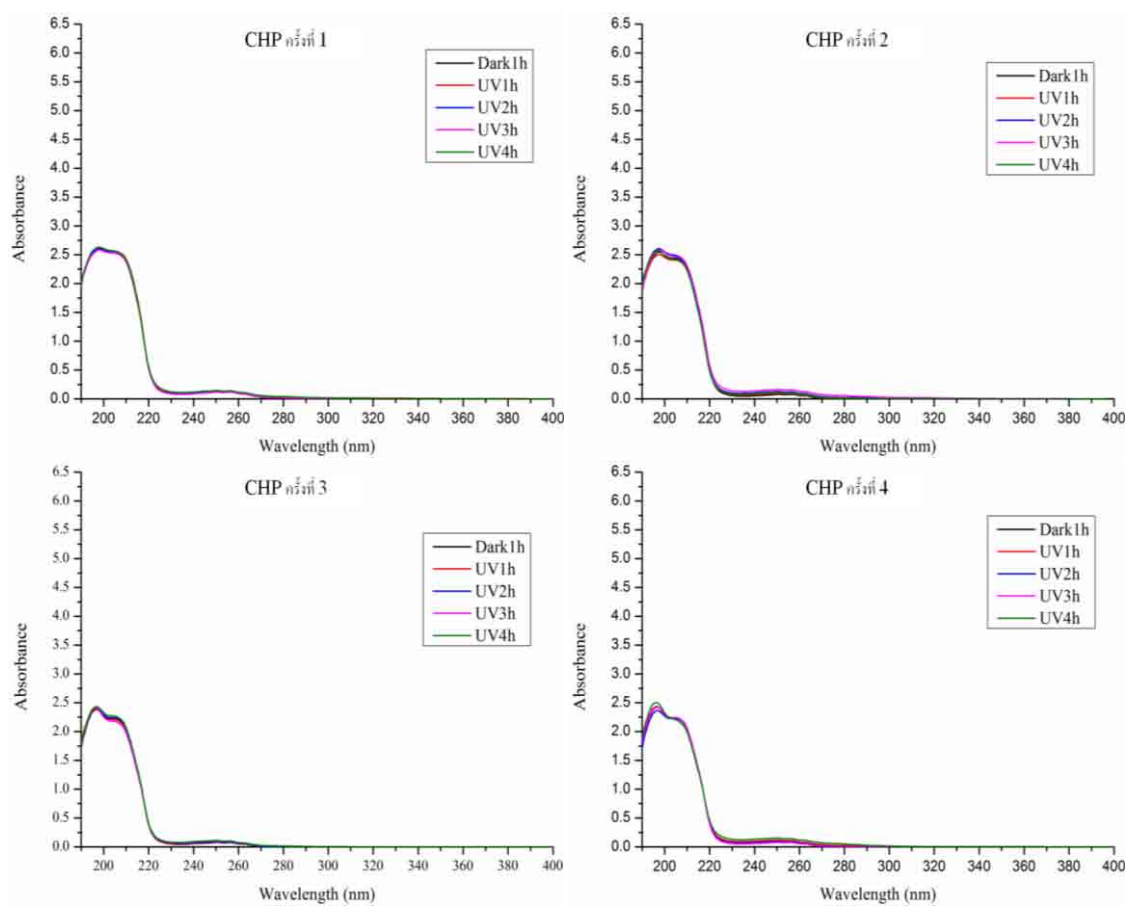 CHP ครั้งที่ 1
Dark1h
UV1h
UV2h
UV3h
UV4h
6.5
6.0
5.5
5.0
4.5
4.0
3.5
3.0
2.5
2.0
1.5
1.0
0.5
0.0
Absorbance
200 220 240 260 280 300 320 340 360 380 400
Wavelength (nm)
CHP ครั้งที่ 2
Dark1h
UV1h
UV2h
UV3h
UV4h
6.5
6.0
5.5
5.0
4.5
4.0
3.5
3.0
2.5
2.0
1.5
1.0
0.5
0.0
Absorbance
200 220 240 260 280 300 320 340 360 380 400
Wavelength (nm)
CHP ครั้งที่ 3
Dark1h
UV1h
UV2h
UV3h
UV4h
6.5
6.0
5.5
5.0
4.5
4.0
3.5
3.0
2.5
2.0
1.5
1.0
0.5
0.0
Absorbance
200 220 240 260 280 300 320 340 360 380 400
Wavelength (nm)
CHP ครั้งที่ 4
Dark1h
UV1h
UV2h
UV3h
UV4h
6.5
6.0
5.5
5.0
4.5
4.0
3.5
3.0
2.5
2.0
1.5
1.0
0.5
0.0
Absorbance
200 220 240 260 280 300 320 340 360 380 400
Wavelength (nm)